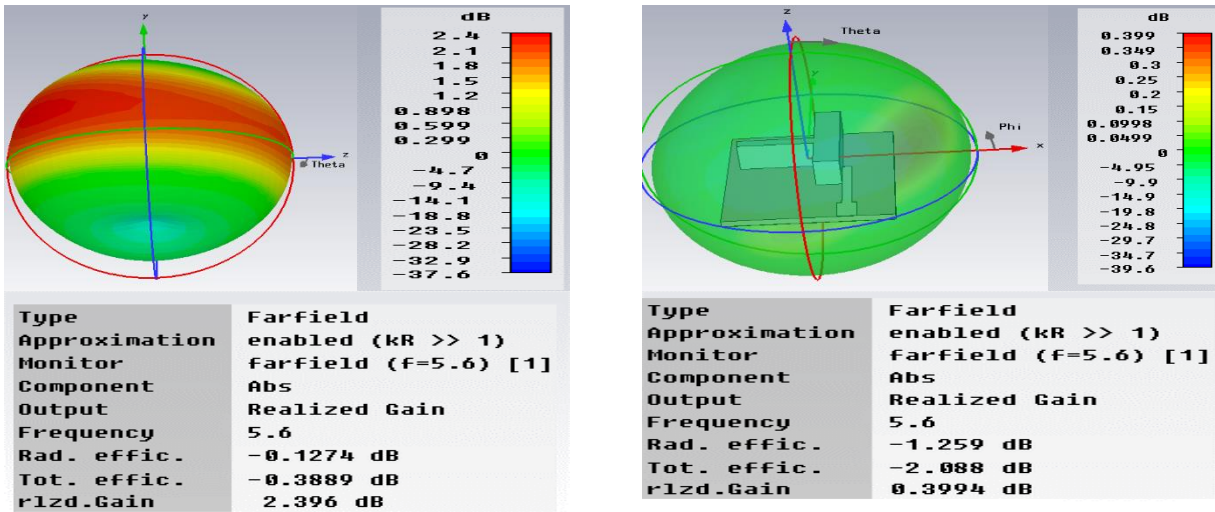 y
z
Theta
dB
2.4
2.1
1.8
1.5
1.2
0.898
0.599
0.299
0
-4.7
-9.4
-14.1
-18.8
-23.5
-28.2
-32.9
-37.6
Type Farfield
Approximation enabled (kR >> 1)
Monitor farfield (f=5.6) [1]
Component Abs
Output Realized Gain
Frequency 5.6
Rad. effic. -0.1274 dB
Tot. effic. -0.3889 dB
rlzd.Gain 2.396 dB
z
Theta
y
Phi
x
dB
0.399
0.349
0.3
0.25
0.2
0.15
0.0998
0.0499
0
-4.95
-9.9
-14.9
-19.8
-24.8
-29.7
-34.7
-39.6
Type Farfield
Approximation enabled (kR >> 1)
Monitor farfield (f=5.6) [1]
Component Abs
Output Realized Gain
Frequency 5.6
Rad. effic. -1.259 dB
Tot. effic. -2.088 dB
rlzd.Gain 0.3994 dB